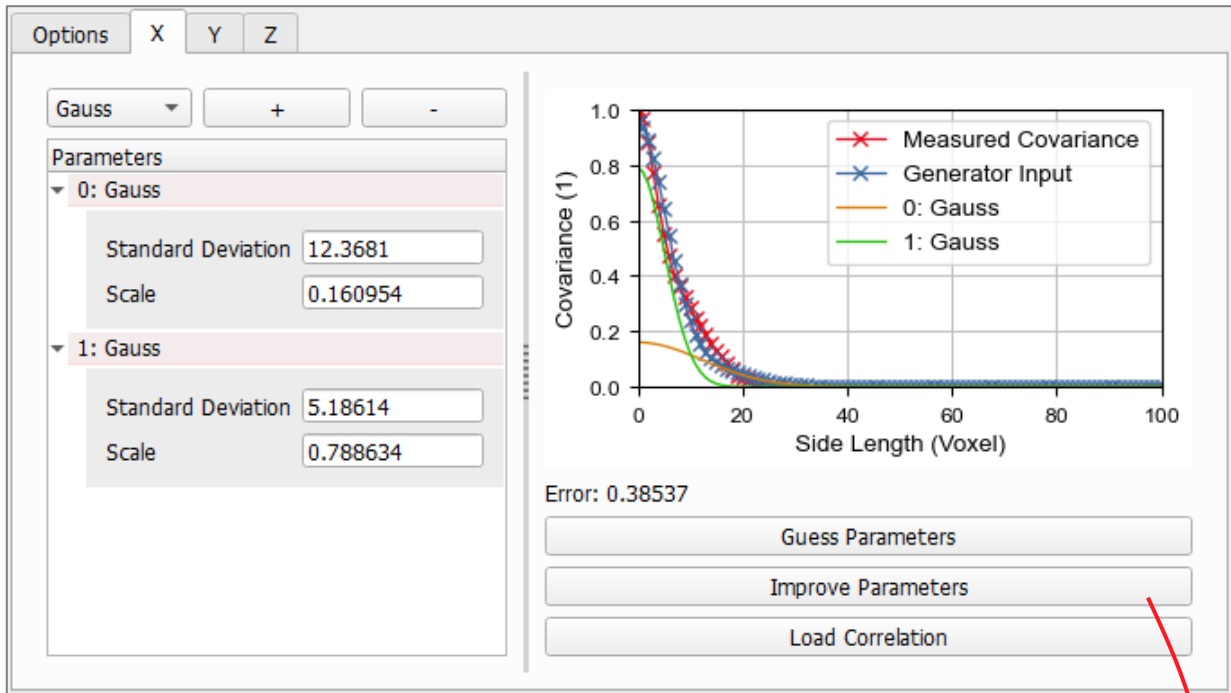 Options X Y Z
Gauss + -
Parameters
0: Gauss
Standard Deviation 12.3681
Scale 0.160954
1: Gauss
Standard Deviation 5.18614
Scale 0.788634
1.0
0.8
0.6
0.4
0.2
0.0
Covariance (1)
Measured Covariance
Generator Input
0: Gauss
1: Gauss
0 20 40 60 80 100
Side Length (Voxel)
Error: 0.38537
Guess Parameters
Improve Parameters
Load Correlation